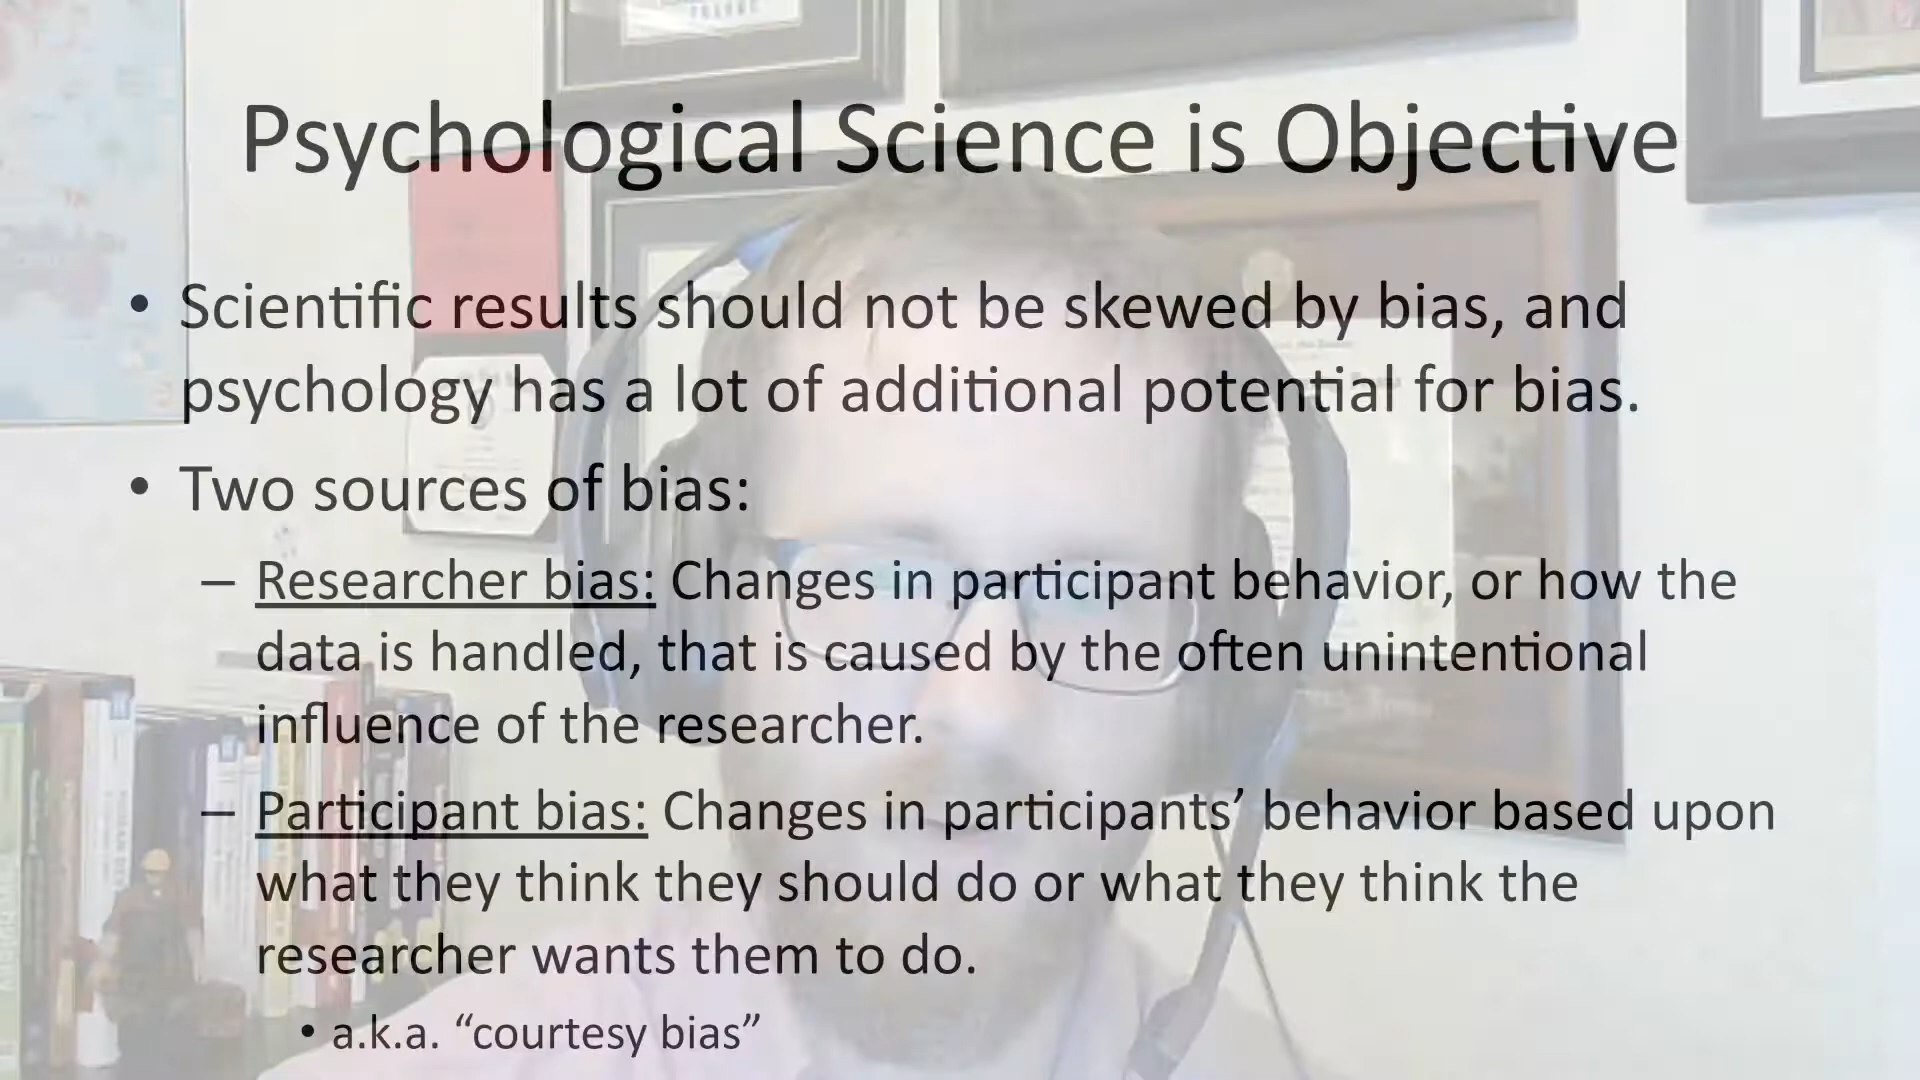 Psychological Science is Objective
• Scientific results should not be skewed by bias, and
psychology has a lot of additional potential for bias.
• Two sources of bias:
– Researcher bias: Changes in participant behavior, or how the
data is handled, that is caused by the often unintentional
influence of the researcher.
– Participant bias: Changes in participants’ behavior based upon
what they think they should do or what they think the
researcher wants them to do.
• a.k.a. “courtesy bias”